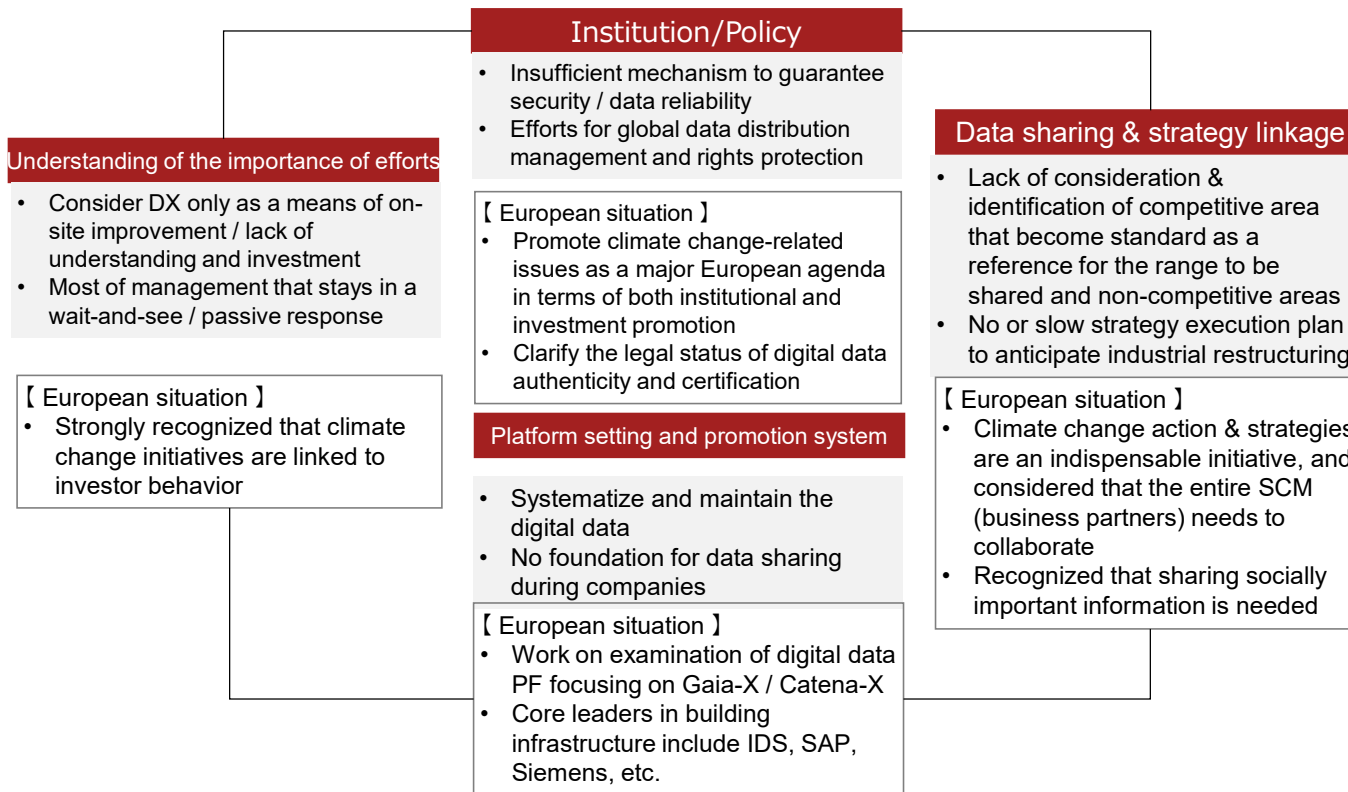 Institution/Policy
• Insufficient mechanism to guarantee
security / data reliability
• Efforts for global data distribution
management and rights protection
【 European situation 】
• Promote climate change-related
issues as a major European agenda
in terms of both institutional and
investment promotion
• Clarify the legal status of digital data
authenticity and certification
Understanding of the importance of efforts
• Consider DX only as a means of on-
site improvement / lack of
understanding and investment
• Most of management that stays in a
wait-and-see / passive response
【 European situation 】
• Strongly recognized that climate
change initiatives are linked to
investor behavior
Data sharing & strategy linkage
• Lack of consideration &
identification of competitive area
that become standard as a
reference for the range to be
shared and non-competitive areas
• No or slow strategy execution plan
to anticipate industrial restructuring
【 European situation 】
• Climate change action & strategies
are an indispensable initiative, and
considered that the entire SCM
(business partners) needs to
collaborate
• Recognized that sharing socially
important information is needed
Platform setting and promotion system
• Systematize and maintain the
digital data
• No foundation for data sharing
during companies
【 European situation 】
• Work on examination of digital data
PF focusing on Gaia-X / Catena-X
• Core leaders in building
infrastructure include IDS, SAP,
Siemens, etc.